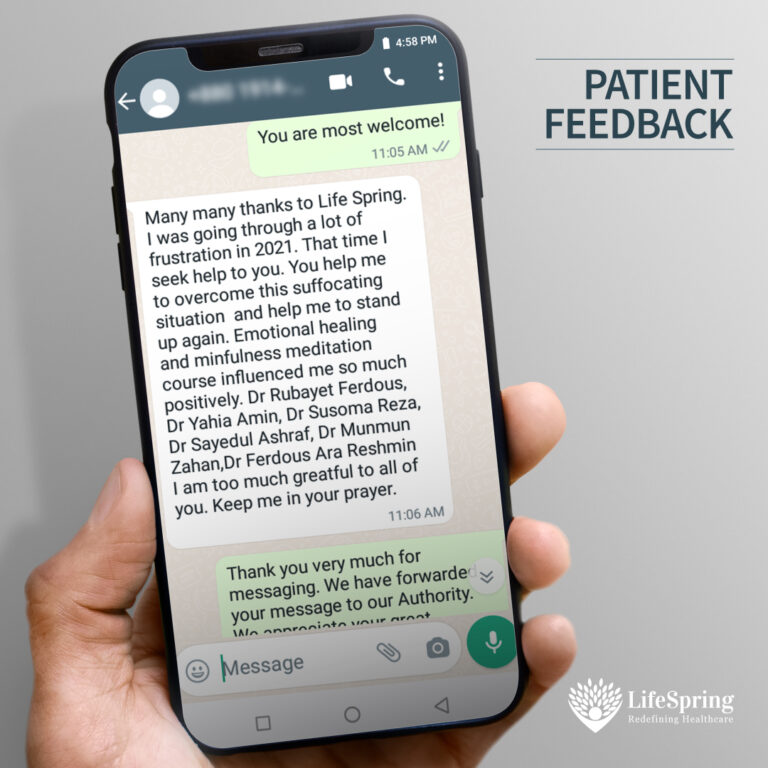 4:58 PM
PATIENT
FEEDBACK
You are most welcome!
11:05 AM
Many many thanks to Life Spring.
I was going through a lot of
frustration in 2021. That time I
seek help to you. You help me
to overcome this suffocating
situation and help me to stand
up again. Emotional healing
and minfulness meditation
course influenced me so much
positively. Dr Rubayet Ferdous,
Dr Yahia Amin, Dr Susoma Reza,
Dr Sayedul Ashraf, Dr Munmun
Zahan,Dr Ferdous Ara Reshmin
I am too much greatful to all of
you. Keep me in your prayer.
11:06 AM
Thank you very much for
messaging. We have forwarded
your message to our Authority.
We appreciate your great
Message
LifeSpring
Redefining Healthcare